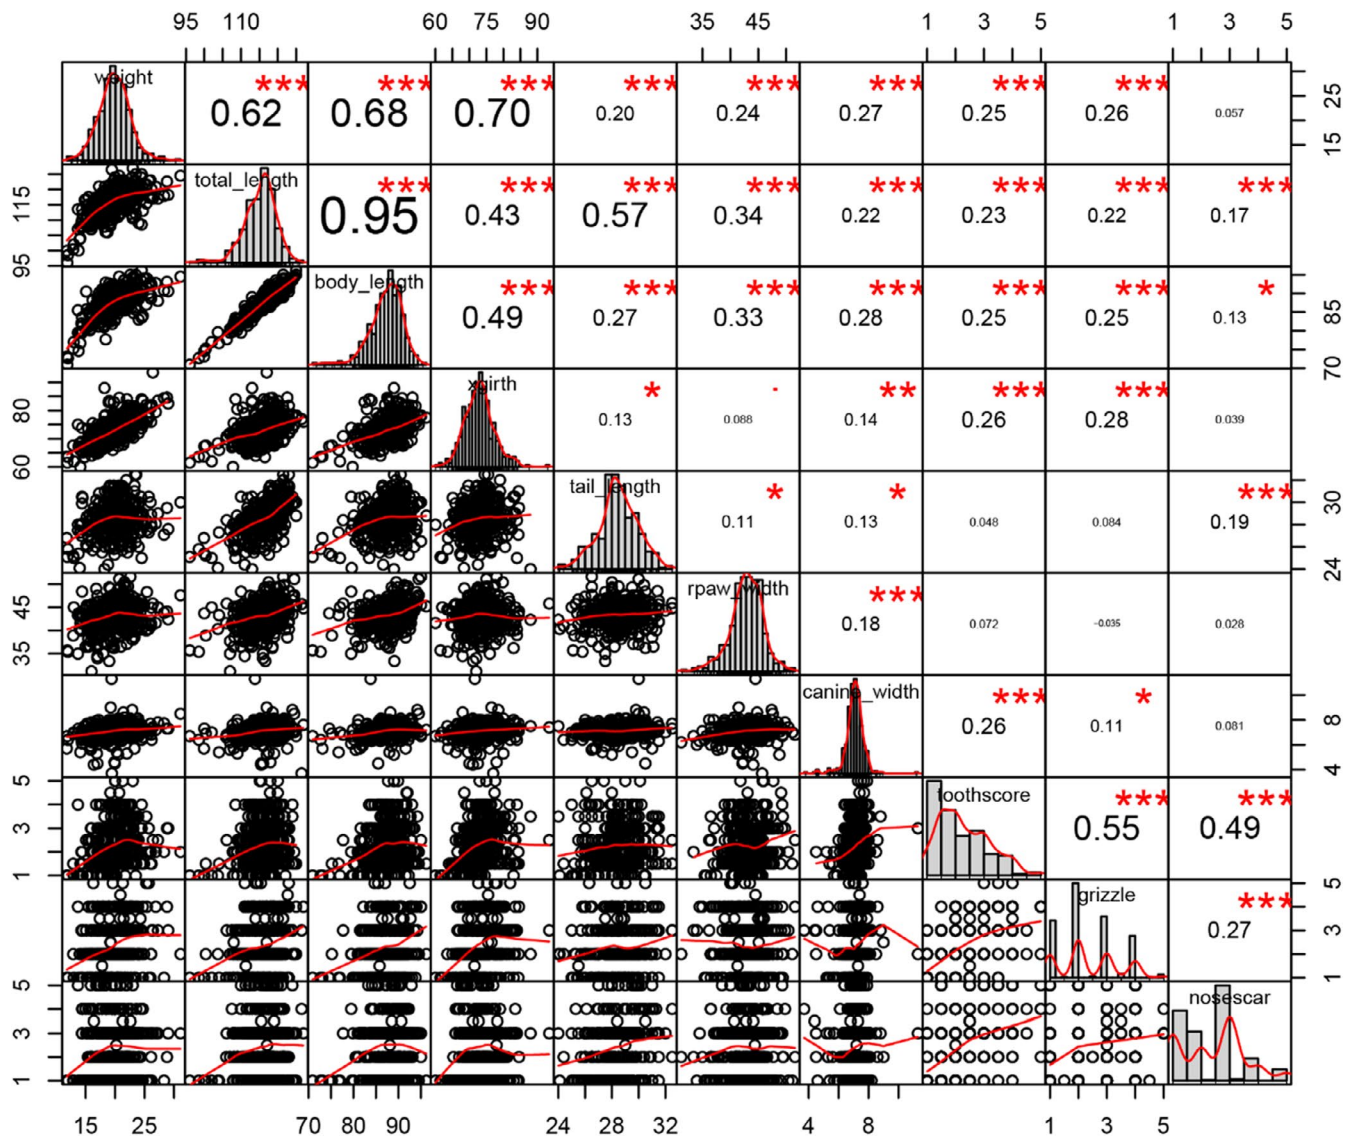 95 110 60 75 90 35 45 1 3 5 1 3 5
weight *** *** *** *** *** *** *** ***
0.62 0.68 0.70 0.20 0.24 0.27 0.25 0.26 0.057
25
15
total_length *** *** *** *** *** *** *** ***
0.95 0.43 0.57 0.34 0.22 0.23 0.22 0.17
115
95
body_length *** *** *** *** *** *** *
0.49 0.27 0.33 0.28 0.25 0.25 0.13
85
70
xgirth * . ** *** ***
0.13 0.088 0.14 0.26 0.28 0.039
80
60
tail_length * * ***
0.11 0.13 0.048 0.084 0.19
30
24
rpaw_width ***
0.18 0.072 −0.035 0.028
45
35
canine_width *** *
0.26 0.11 0.081
8
4
5
3
1
toothscore *** ***
0.55 0.49
grizzle ***
0.27
5
3
1
nosescar
5
3
1
15 25 70 80 90 24 28 32 4 8 1 3 5